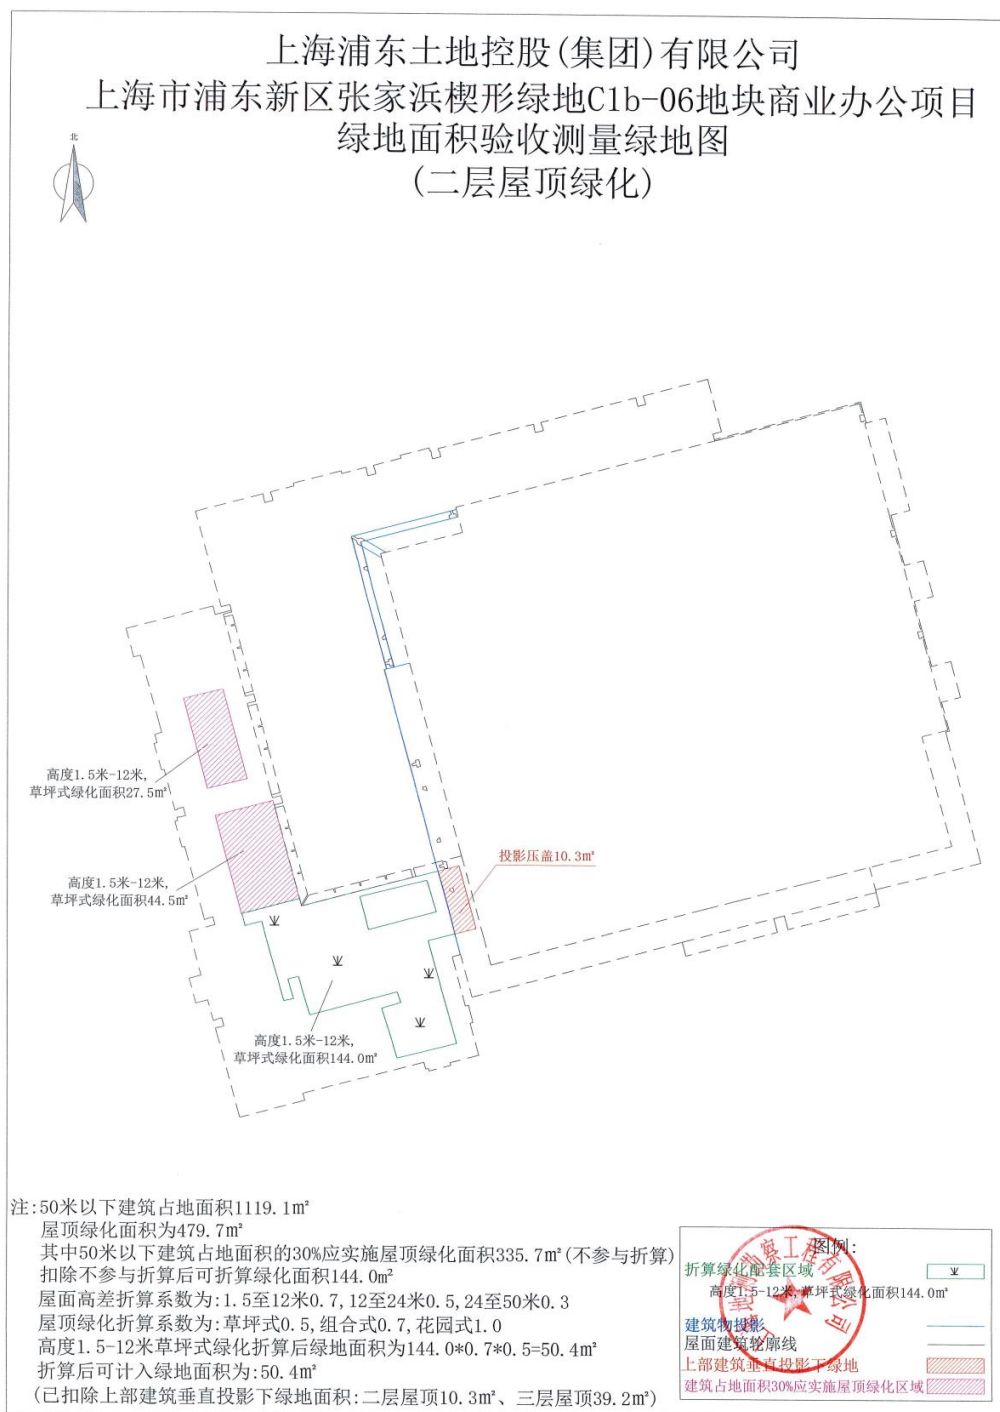 上海浦东土地控股(集团)有限公司
上海市浦东新区张家浜楔形绿地C1b-06地块商业办公项目
绿地面积验收测量绿地图
(二层屋顶绿化)
北
高度1.5米-12米,
草坪式绿化面积27.5㎡
高度1.5米-12米,
草坪式绿化面积44.5㎡
投影压盖10.3㎡
高度1.5米-12米,
草坪式绿化面积144.0㎡
注:50米以下建筑占地面积1119.1㎡
屋顶绿化面积为479.7㎡
其中50米以下建筑占地面积的30%应实施屋顶绿化面积335.7㎡(不参与折算)
扣除不参与折算后可折算绿化面积144.0㎡
屋面高差折算系数为:1.5至12米0.7,12至24米0.5,24至50米0.3
屋顶绿化折算系数为:草坪式0.5,组合式0.7,花园式1.0
高度1.5-12米草坪式绿化折算后绿地面积为144.0*0.7*0.5=50.4㎡
折算后可计入绿地面积为:50.4㎡
(已扣除上部建筑垂直投影下绿地面积:二层屋顶10.3㎡、三层屋顶39.2㎡)
图例:
折算绿化配套区域
高度1.5-12米,草坪式绿化面积144.0㎡
建筑物投影
屋面建筑轮廓线
上部建筑垂直投影下绿地
建筑占地面积30%应实施屋顶绿化区域
勘察工程有限公司